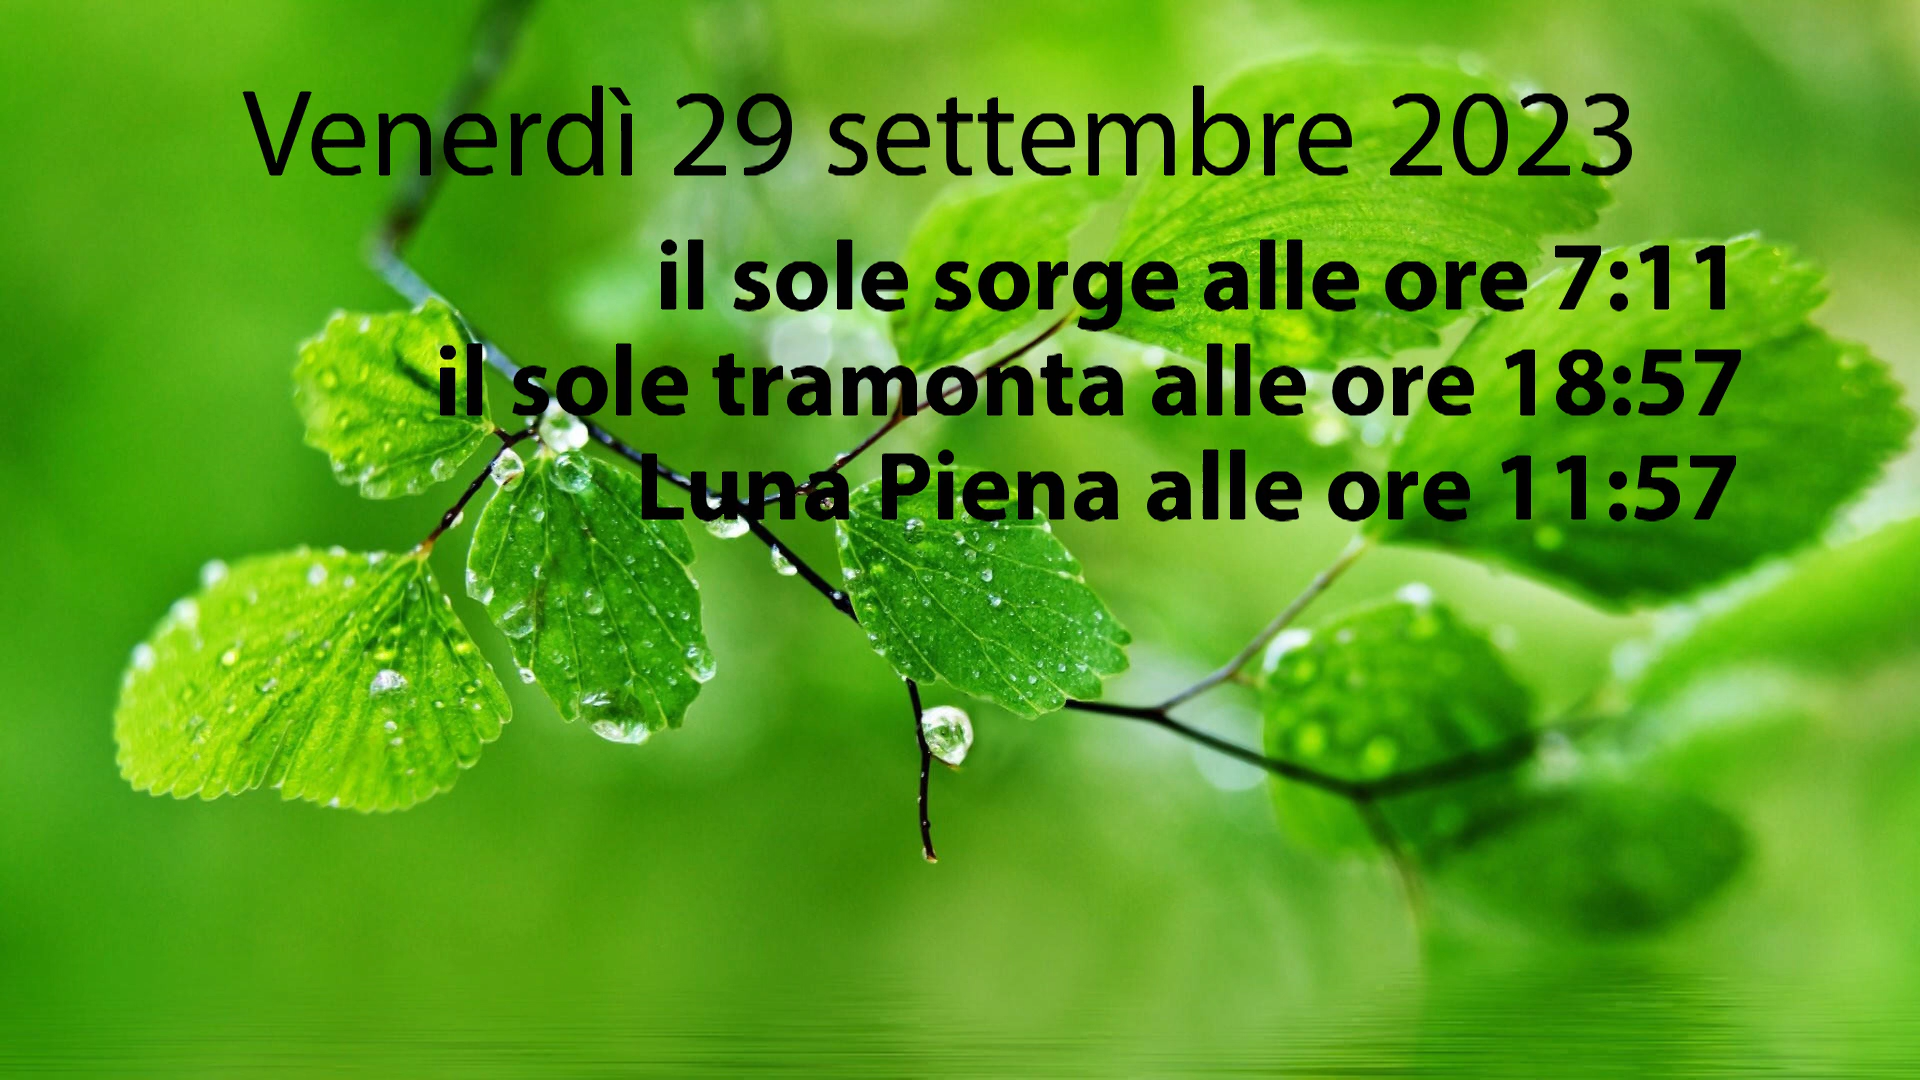 Venerdì 29 settembre 2023
il sole sorge alle ore 7:11
il sole tramonta alle ore 18:57
Luna Piena alle ore 11:57